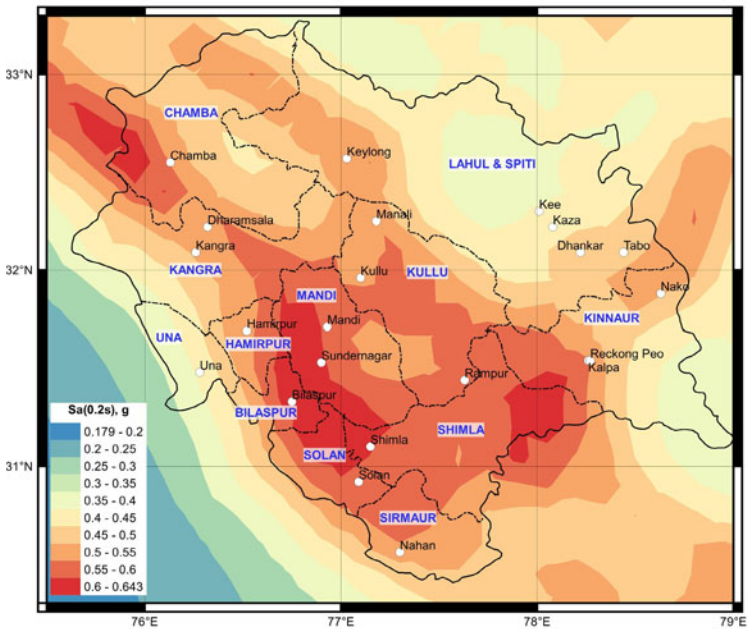 33°N
32°N
31°N
CHAMBA
Chamba
Keylong
LAHUL & SPITI
Manali
Kee
Kaza
Dharamsala
Kangra
KANGRA
Dhankar
Tabo
Kullu
KULLU
Nako
MANDI
KINNAUR
UNA
Hamirpur
HAMIRPUR
Mandi
Sundernagar
Reckong Peo
Kalpa
Una
Rampur
Bilaspur
BILASPUR
SHIMLA
Shimla
SOLAN
Solan
SIRMAUR
Nahan
Sa(0.2s), g
0.179 - 0.2
0.2 - 0.25
0.25 - 0.3
0.3 - 0.35
0.35 - 0.4
0.4 - 0.45
0.45 - 0.5
0.5 - 0.55
0.55 - 0.6
0.6 - 0.643
76°E
77°E
78°E
79°E